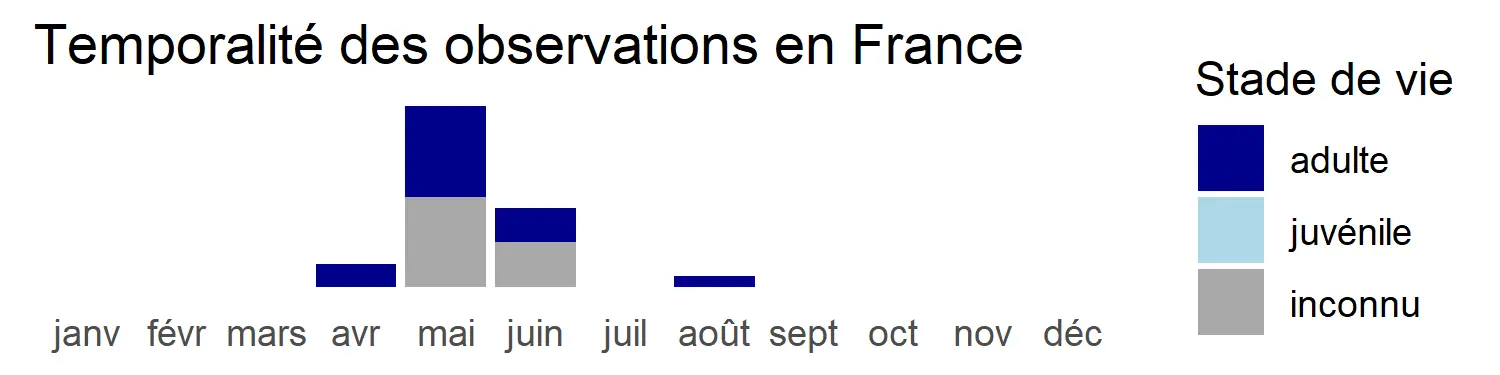 Temporalité des observations en France
Stade de vie
adulte
juvénile
inconnu
janv févr mars avr mai juin juil août sept oct nov déc